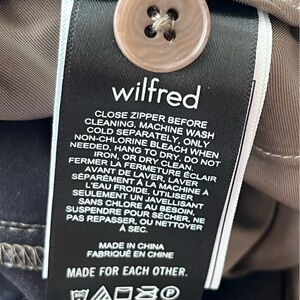 wilfred
CLOSE ZIPPER BEFORE
CLEANING, MACHINE WASH
COLD SEPARATELY, ONLY
NON-CHLORINE BLEACH WHEN
NEEDED, HANG TO DRY, DO NOT
IRON, OR DRY CLEAN
FERMER LA FERMETURE ÉCLAIR
AVANT DE LAVER, LAVER
SÉPARÉMENT À LA MACHINE À
L'EAU FROIDE, UTILISER
SEULEMENT UN JAVELLISANT
SANS CHLORE AU BESOIN,
SUSPENDRE POUR SÉCHER, NE
PAS REPASSER, OU NETTOYER
À SEC.
MADE IN CHINA
FABRIQUÉ EN CHINE
MADE FOR EACH OTHER.